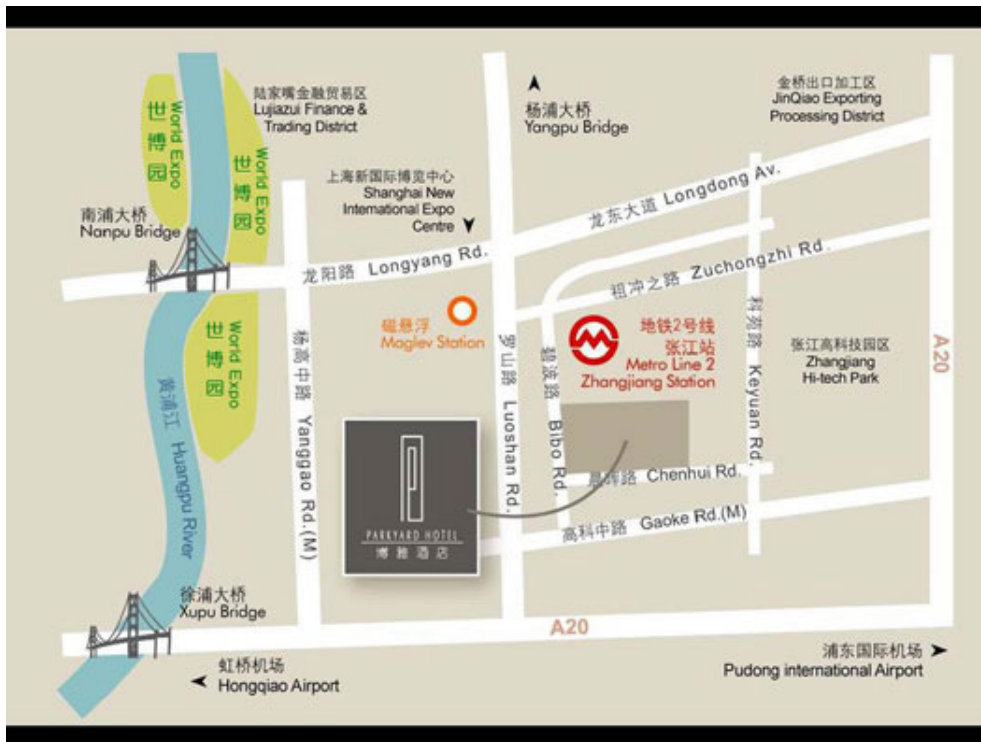 世博园
World Expo
世博园
World Expo
陆家嘴金融贸易区
Lujiazui Finance &
Trading District
杨浦大桥
Yangpu Bridge
金桥出口加工区
JinQiao Exporting
Processing District
上海新国际博览中心
Shanghai New
International Expo
Centre
南浦大桥
Nanpu Bridge
龙阳路 Longyang Rd.
龙东大道 Longdong Av.
祖冲之路 Zuchongzhi Rd.
世博园
World Expo
磁悬浮
Maglev Station
地铁2号线
张江站
Metro Line 2
Zhangjiang Station
张江高科技园区
Zhangjiang
Hi-tech Park
A20
黄浦江 Huangpu River
杨高中路 Yanggao Rd.(M)
罗山路 Luoshan Rd.
碧波路 Bibo Rd.
科苑路 Keyuan Rd.
PARKYARD HOTEL
博雅酒店
晨晖路 Chenhui Rd.
高科中路 Gaoke Rd.(M)
徐浦大桥
Xupu Bridge
A20
虹桥机场
Hongqiao Airport
浦东国际机场
Pudong international Airport